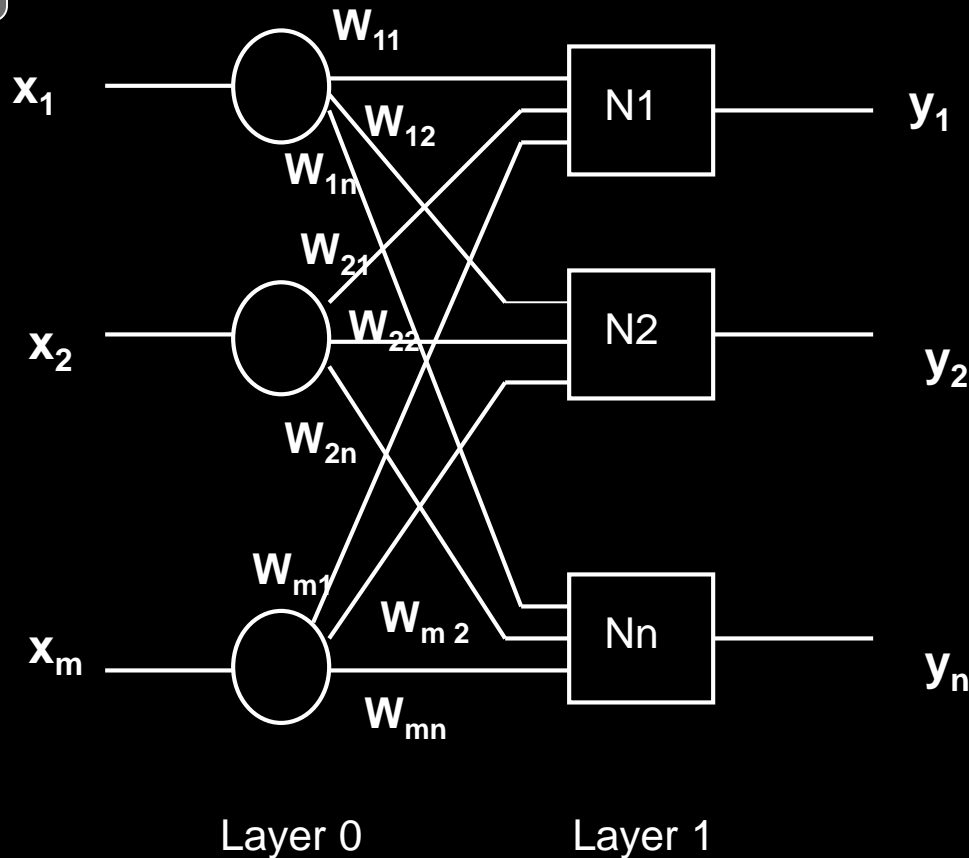 W₁₁
x₁ N1 y₁
W₁₂
W₁ₙ
W₂₁
W₂₂ N2
x₂ y₂
W₂ₙ
Wₘ₁
Wₘ ₂ Nn
xₘ yₙ
Wₘₙ
Layer 0 Layer 1